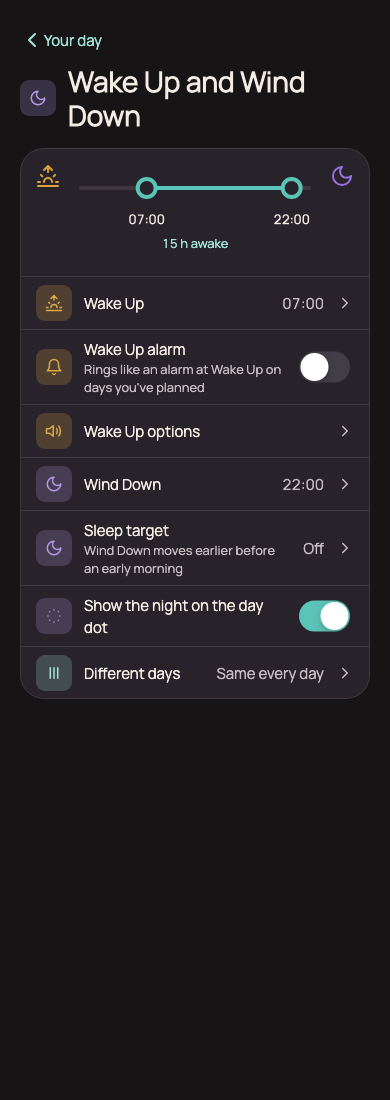 Your day
Wake Up and Wind
Down
07:00
22:00
15 h awake
Wake Up
07:00
Wake Up alarm
Rings like an alarm at Wake Up on
days you've planned
Wake Up options
Wind Down
22:00
Sleep target
Wind Down moves earlier before
an early morning
Off
Show the night on the day
dot
Different days
Same every day